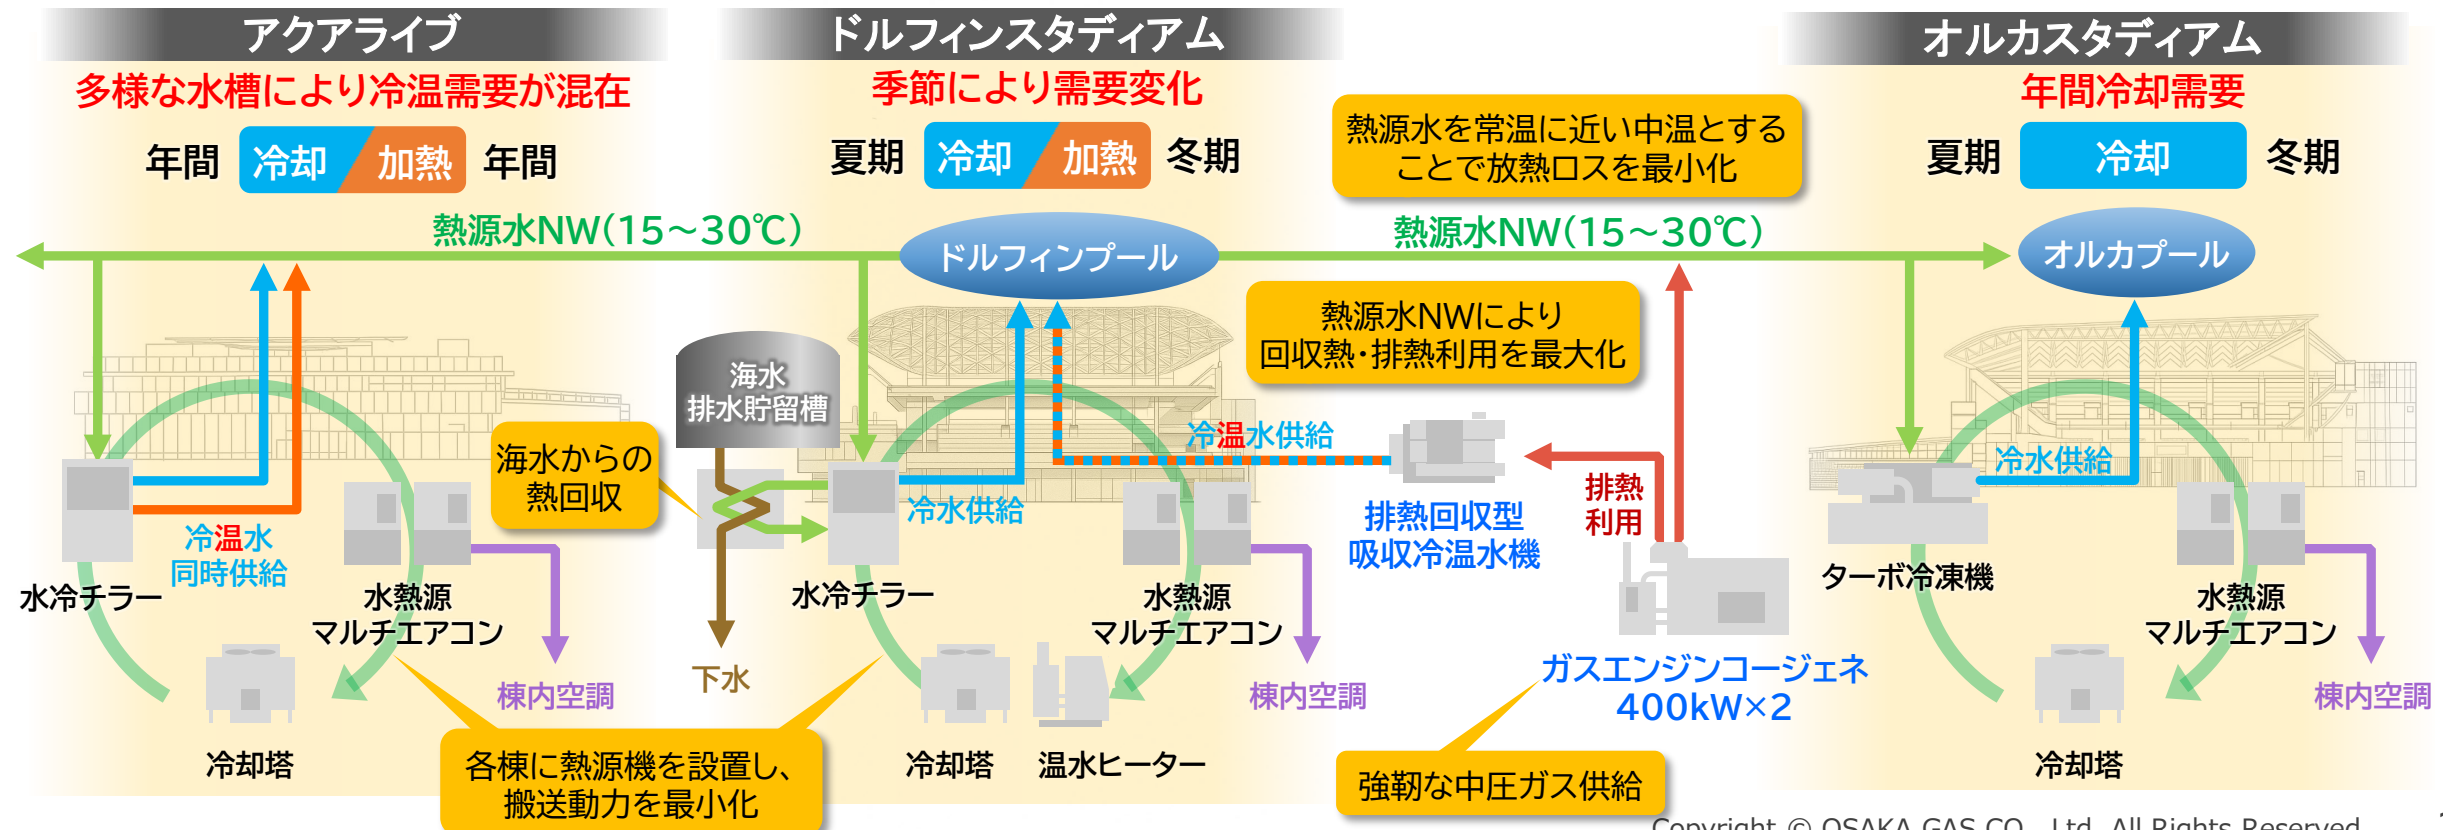 アクアライブ
多様な水槽により冷温需要が混在
年間 冷却 加熱 年間
ドルフィンスタディアム
季節により需要変化
夏期 冷却 加熱 冬期
熱源水を常温に近い中温とする
ことで放熱ロスを最小化
オルカスタディアム
年間冷却需要
夏期 冷却 冬期
熱源水NW(15～30℃)
ドルフィンプール
熱源水NW(15～30℃)
オルカプール
熱源水NWにより
回収熱・排熱利用を最大化
海水
排水貯留槽
海水からの
熱回収
冷温水
同時供給
水冷チラー
水熱源
マルチエアコン
冷却塔
棟内空調
各棟に熱源機を設置し、
搬送動力を最小化
下水
冷水供給
水冷チラー
冷温水供給
水熱源
マルチエアコン
冷却塔
温水ヒーター
棟内空調
排熱回収型
吸収冷温水機
排熱
利用
ガスエンジンコージェネ
400kW×2
強靭な中圧ガス供給
冷水供給
ターボ冷凍機
水熱源
マルチエアコン
冷却塔
棟内空調
Copyright © OSAKA GAS CO., Ltd. All Rights Reserved